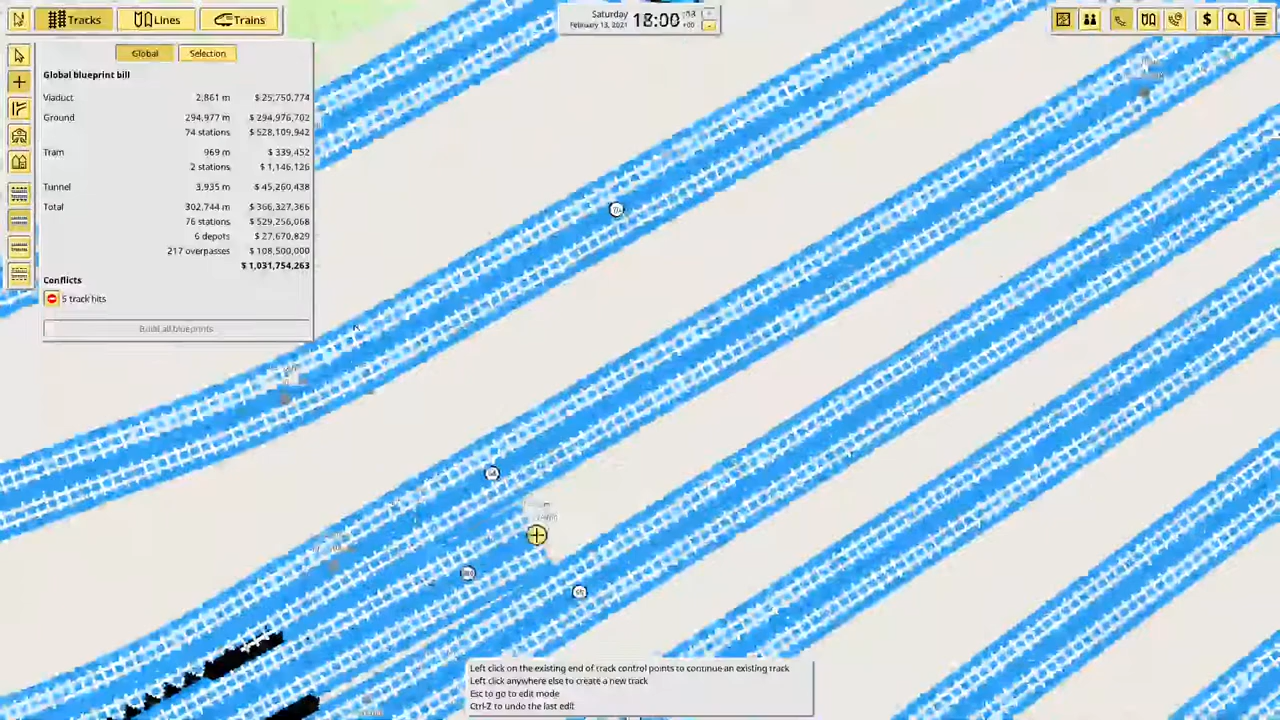 Tracks
Lines
Trains
Saturday
February 13, 2021
18:00
$
Global
Selection
Global blueprint bill
Viaduct 2,861 m $ 25,750,774
Ground 294,977 m $ 294,976,702
74 stations $ 528,109,942
Tram 969 m $ 339,452
2 stations $ 1,146,126
Tunnel 3,935 m $ 45,260,438
Total 302,744 m $ 366,327,366
76 stations $ 529,256,068
6 depots $ 27,670,829
217 overpasses $ 108,500,000
$ 1,031,754,263
Conflicts
5 track hits
Build all blueprints
Left click on the existing end of track control points to continue an existing track
Left click anywhere else to create a new track
Esc to go to edit mode
Ctrl-Z to undo the last edit